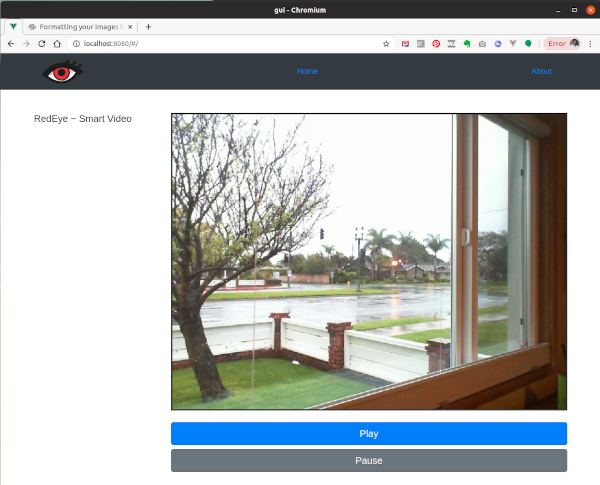 gui - Chromium
Formatting your images
localhost:8080/#/
Error
Home
About
RedEye ~ Smart Video
Play
Pause